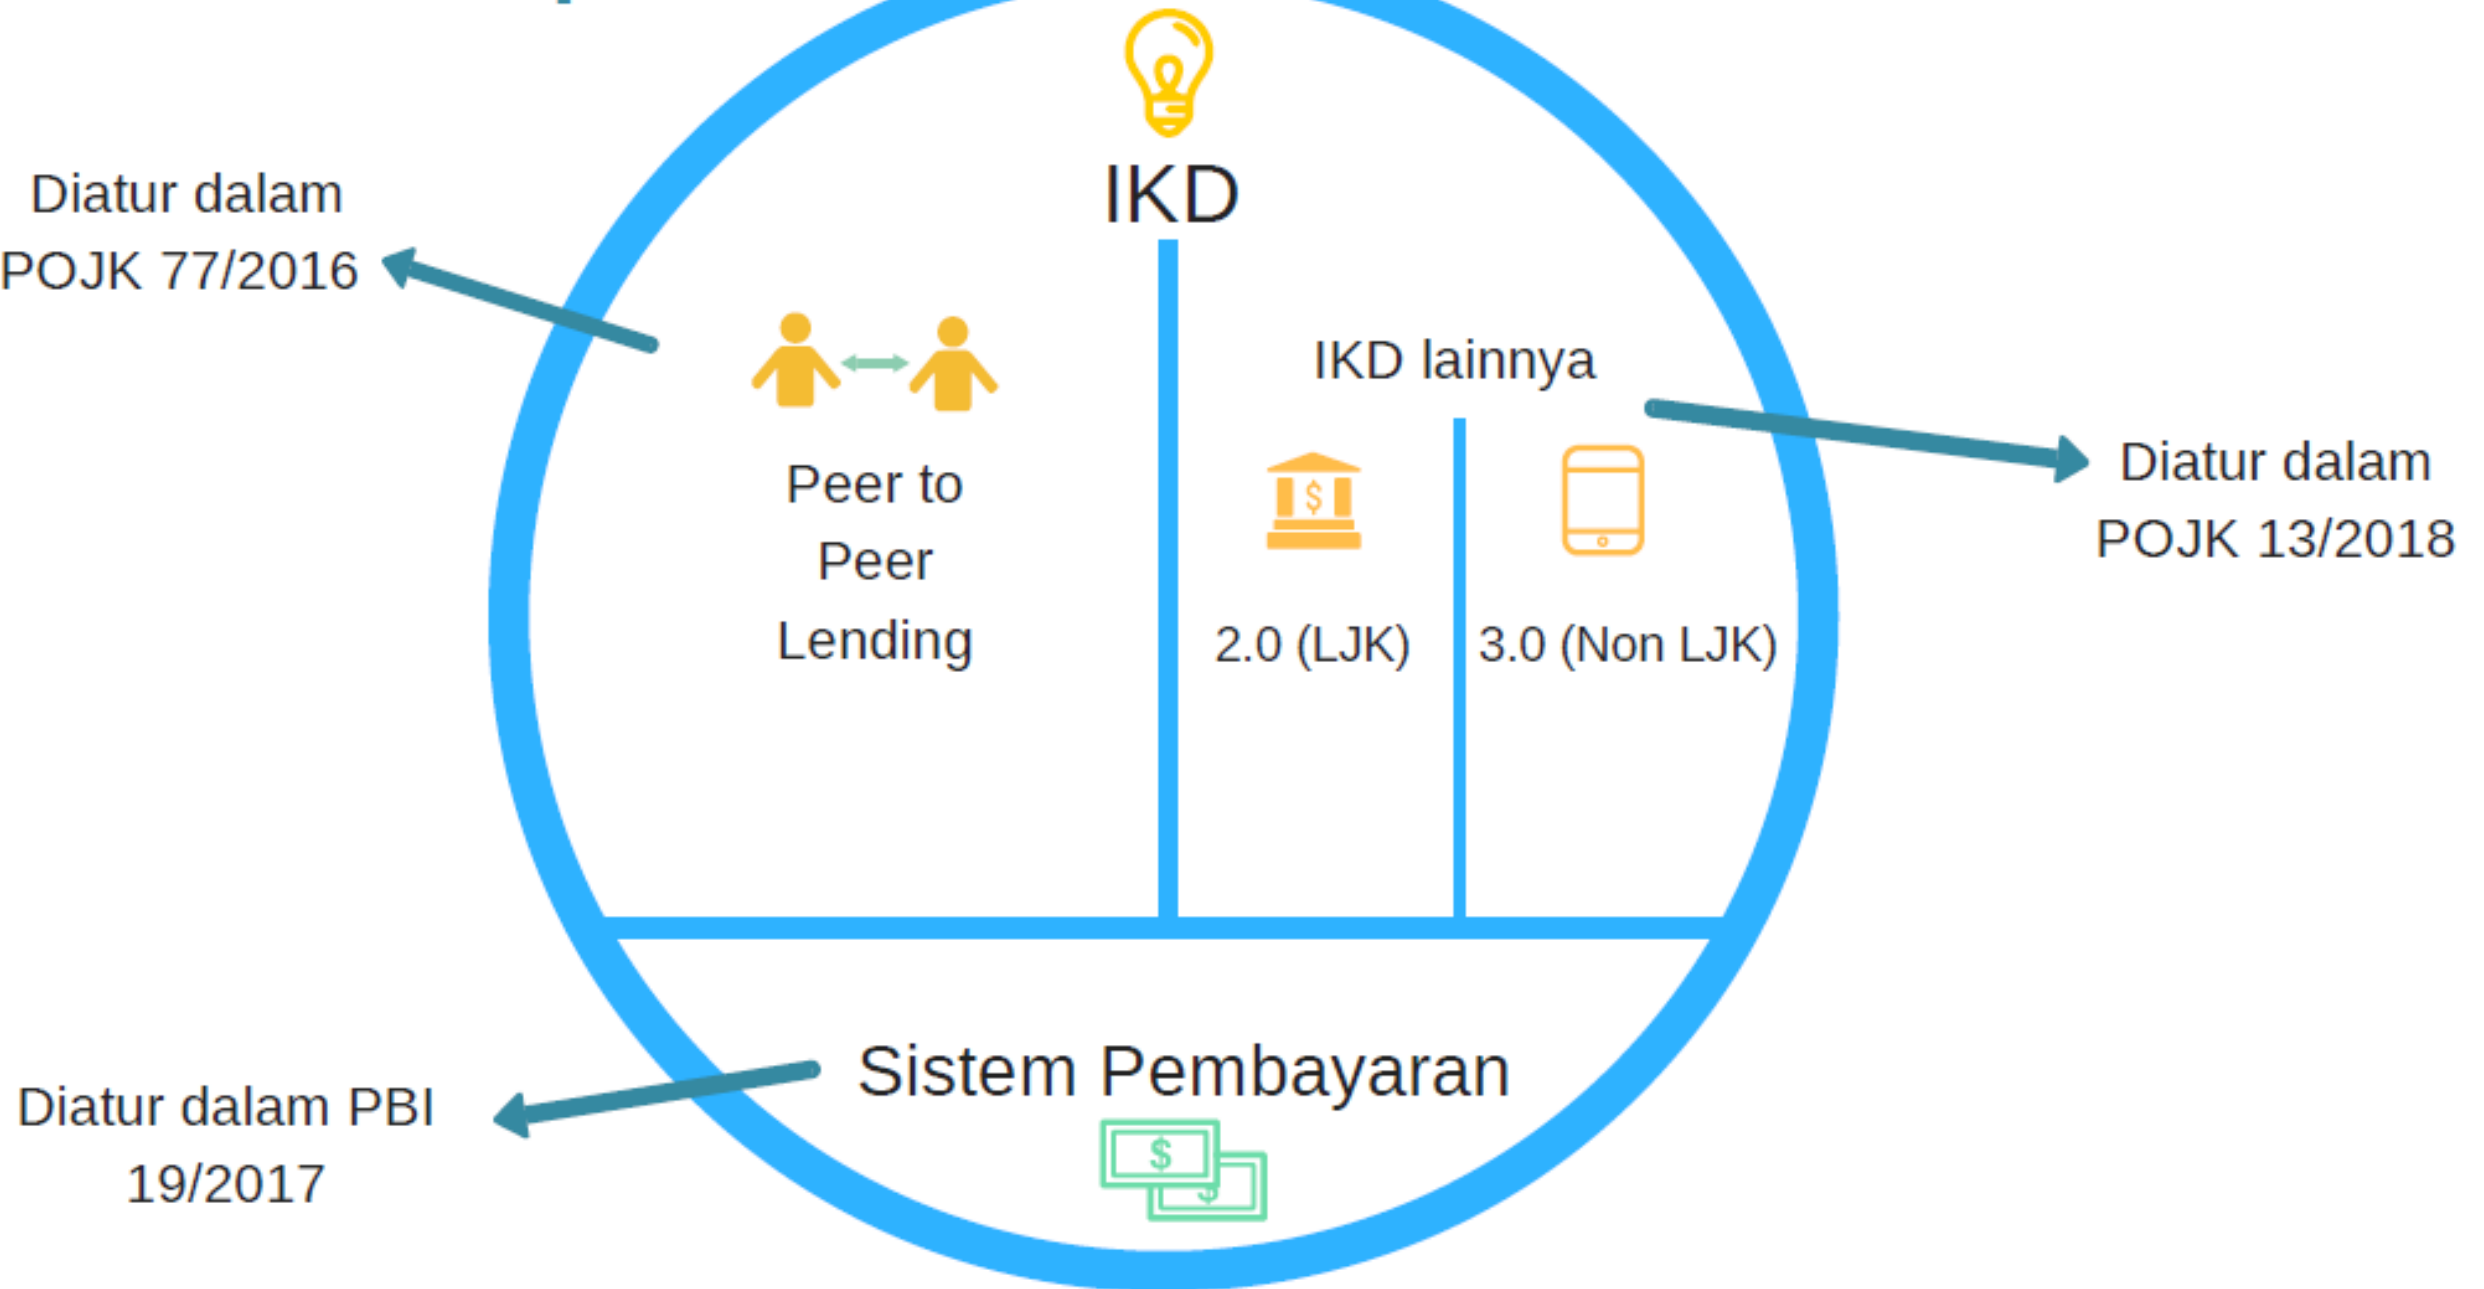 IKD
Diatur dalam
POJK 77/2016
Peer to
Peer
Lending
IKD lainnya
$
2.0 (LJK)
3.0 (Non LJK)
Diatur dalam
POJK 13/2018
Sistem Pembayaran
$
$
Diatur dalam PBI
19/2017